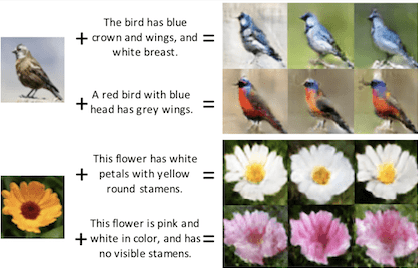 The bird has blue
crown and wings, and
white breast.
A red bird with blue
head has grey wings.
This flower has white
petals with yellow
round stamens.
This flower is pink and
white in color, and has
no visible stamens.